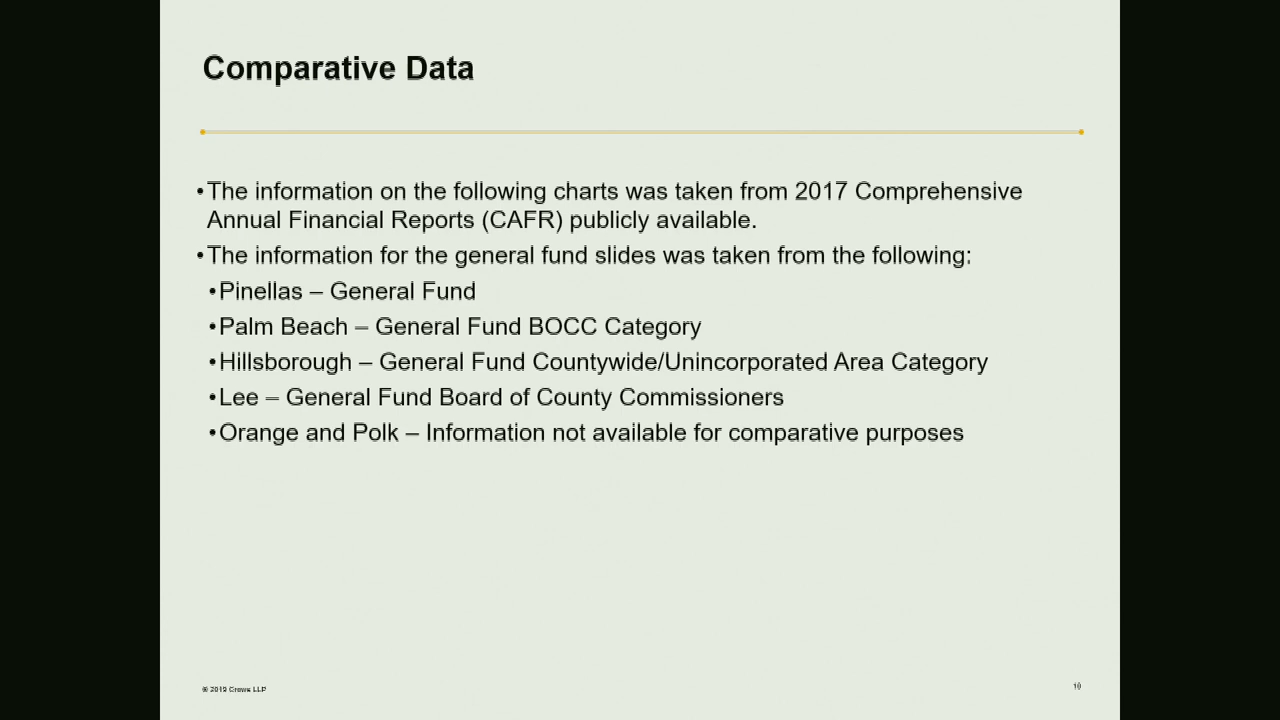 Comparative Data
•The information on the following charts was taken from 2017 Comprehensive
Annual Financial Reports (CAFR) publicly available.
•The information for the general fund slides was taken from the following:
•Pinellas – General Fund
•Palm Beach – General Fund BOCC Category
•Hillsborough – General Fund Countywide/Unincorporated Area Category
•Lee – General Fund Board of County Commissioners
•Orange and Polk – Information not available for comparative purposes
© 2019 Crowe LLP
10